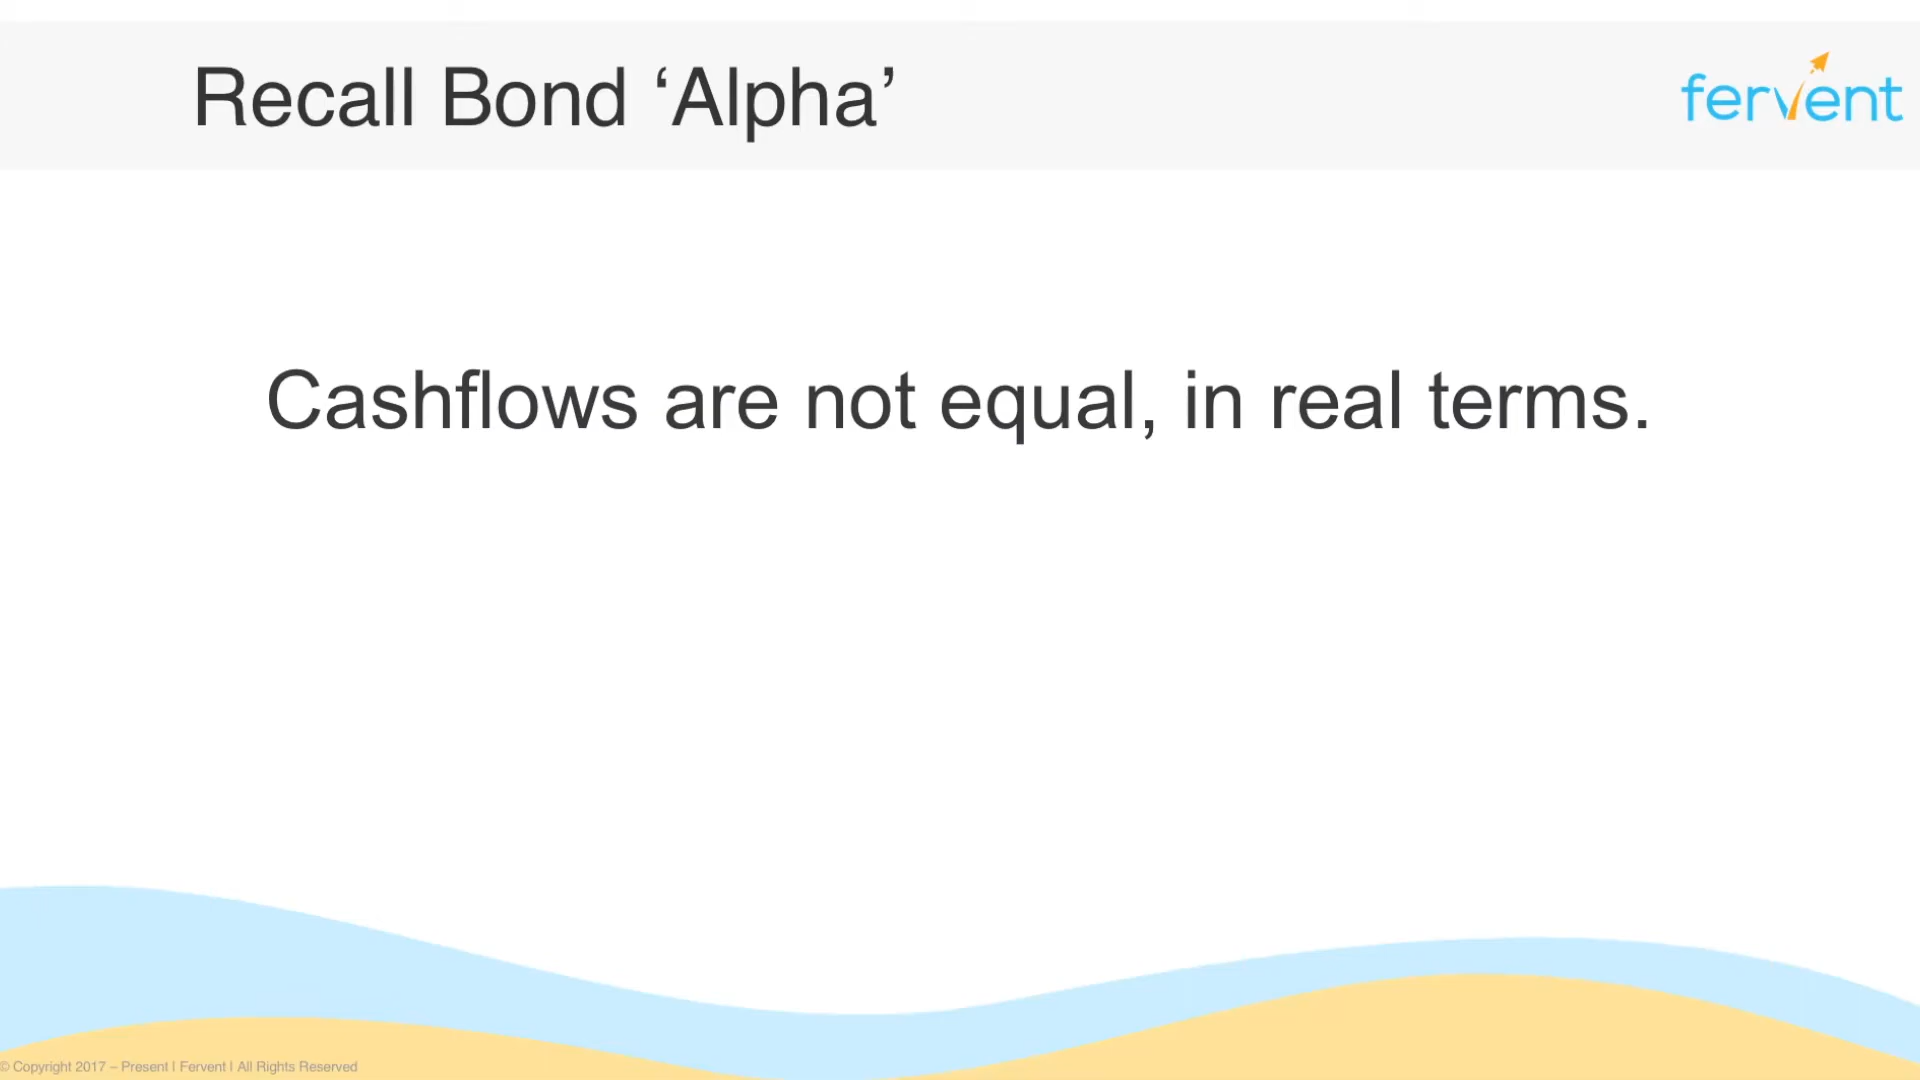 Recall Bond ‘Alpha’
fervent
Cashflows are not equal, in real terms.
© Copyright 2017 – Present | Fervent | All Rights Reserved